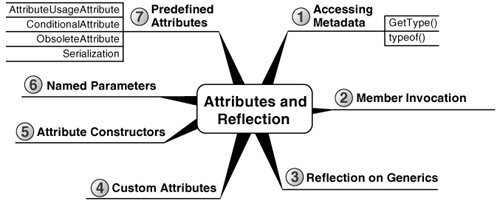 AttributeUsageAttribute
ConditionalAttribute
ObsoleteAttribute
Serialization
7 Predefined
Attributes
1 Accessing
Metadata
GetType()
typeof()
6 Named Parameters
Attributes and
Reflection
2 Member Invocation
5 Attribute Constructors
4 Custom Attributes
3 Reflection on Generics